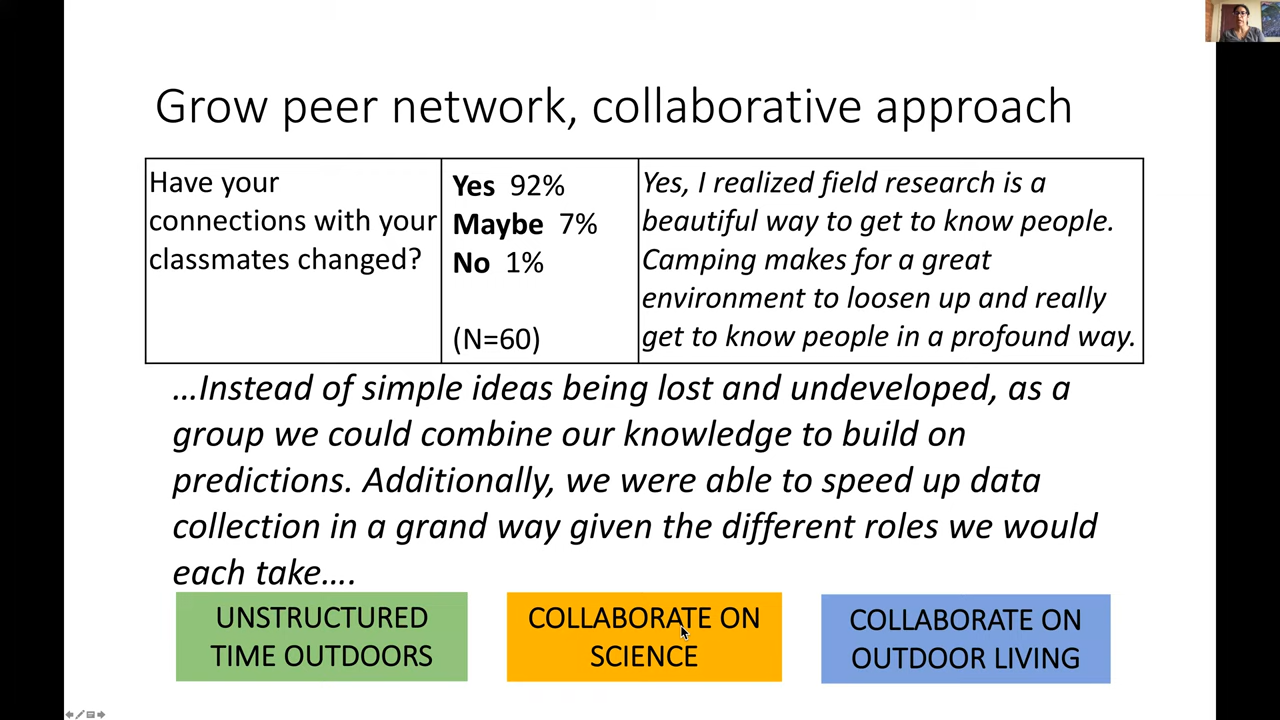 Grow peer network, collaborative approach
Have your
connections with your
classmates changed?
Yes 92%
Maybe 7%
No 1%
(N=60)
Yes, I realized field research is a
beautiful way to get to know people.
Camping makes for a great
environment to loosen up and really
get to know people in a profound way.
…Instead of simple ideas being lost and undeveloped, as a
group we could combine our knowledge to build on
predictions. Additionally, we were able to speed up data
collection in a grand way given the different roles we would
each take….
UNSTRUCTURED
TIME OUTDOORS
COLLABORATE ON
SCIENCE
COLLABORATE ON
OUTDOOR LIVING